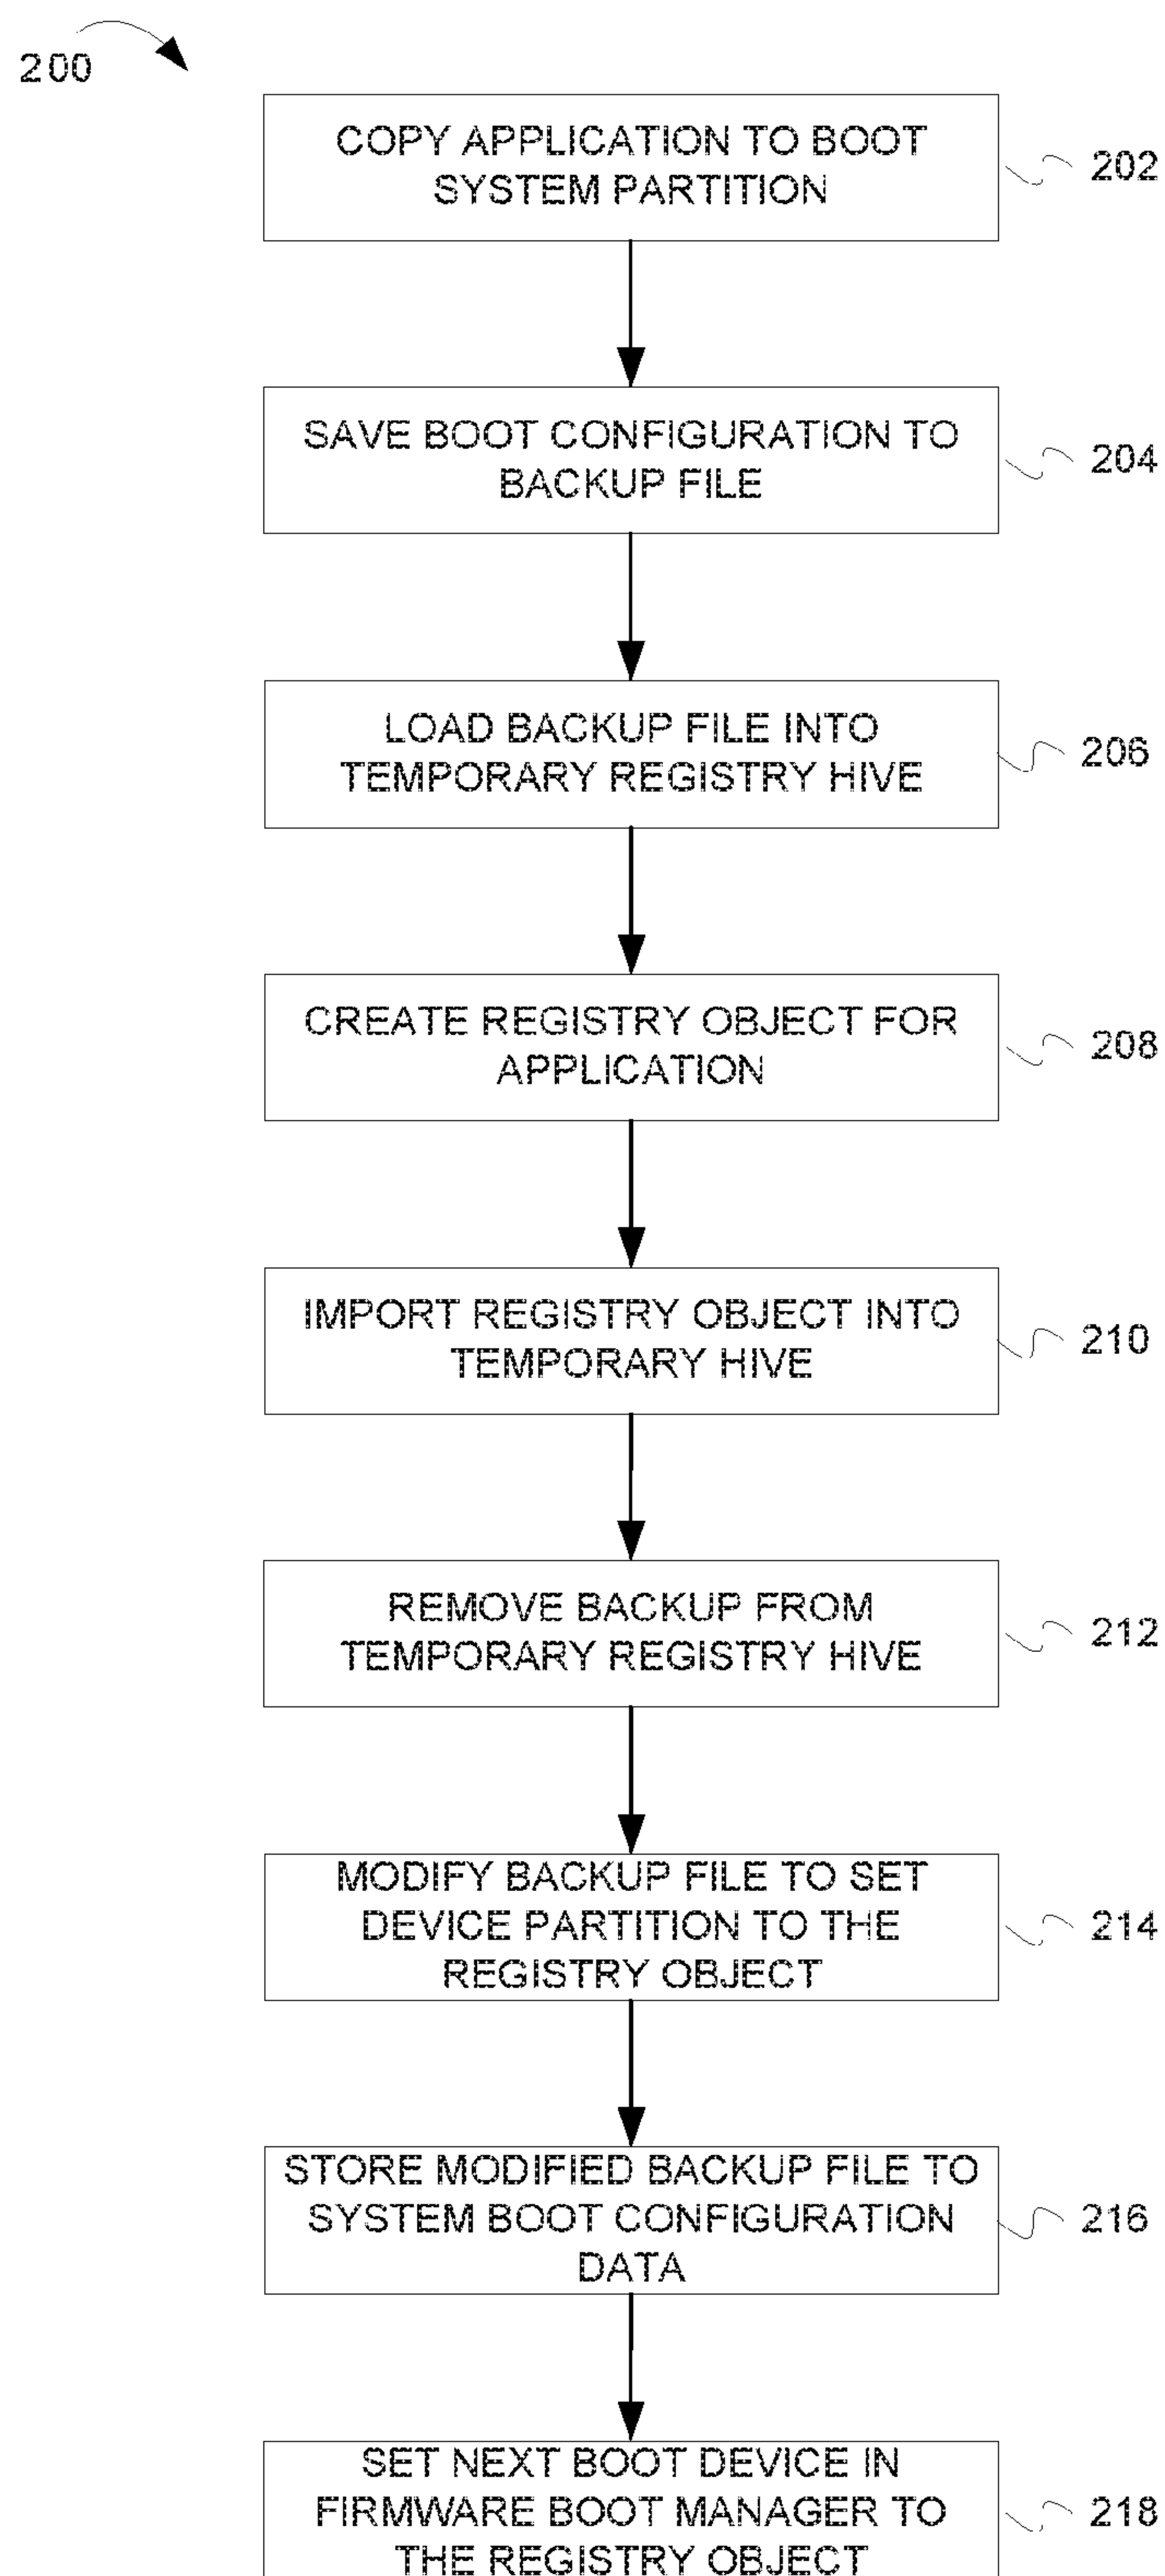 200
COPY APPLICATION TO BOOT
SYSTEM PARTITION
202
SAVE BOOT CONFIGURATION TO
BACKUP FILE
204
LOAD BACKUP FILE INTO
TEMPORARY REGISTRY HIVE
206
CREATE REGISTRY OBJECT FOR
APPLICATION
208
IMPORT REGISTRY OBJECT INTO
TEMPORARY HIVE
210
REMOVE BACKUP FROM
TEMPORARY REGISTRY HIVE
212
MODIFY BACKUP FILE TO SET
DEVICE PARTITION TO THE
REGISTRY OBJECT
214
STORE MODIFIED BACKUP FILE TO
SYSTEM BOOT CONFIGURATION
DATA
216
SET NEXT BOOT DEVICE IN
FIRMWARE BOOT MANAGER TO
THE REGISTRY OBJECT
218